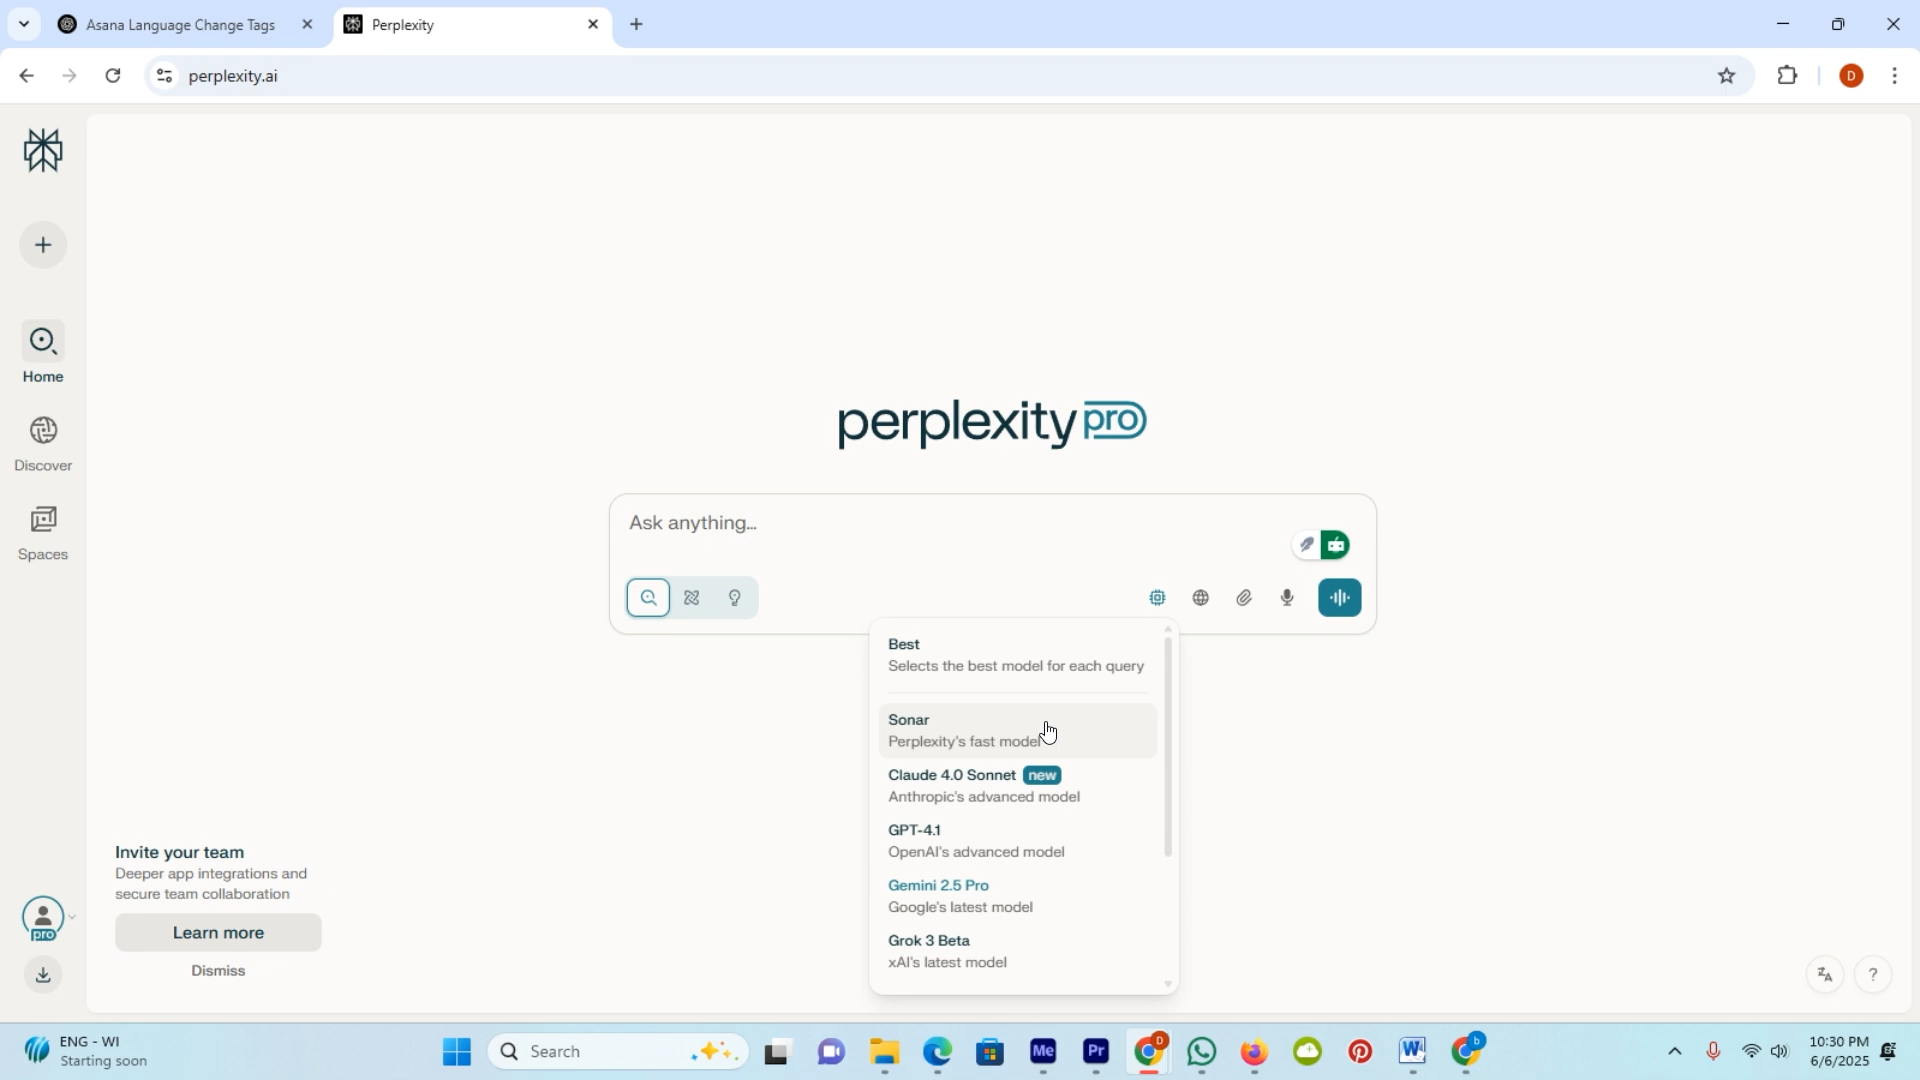 Asana Language Change Tags
Perplexity
perplexity.ai
D
Home
Discover
Spaces
perplexity pro
Ask anything...
Best
Selects the best model for each query
Sonar
Perplexity's fast model
Claude 4.0 Sonnet new
Anthropic's advanced model
GPT-4.1
OpenAI's advanced model
Gemini 2.5 Pro
Google's latest model
Grok 3 Beta
xAI's latest model
Invite your team
Deeper app integrations and
secure team collaboration
Learn more
Dismiss
pro
?
ENG - WI
Starting soon
Search
Me
Pr
D
W
b
10:30 PM
6/6/2025